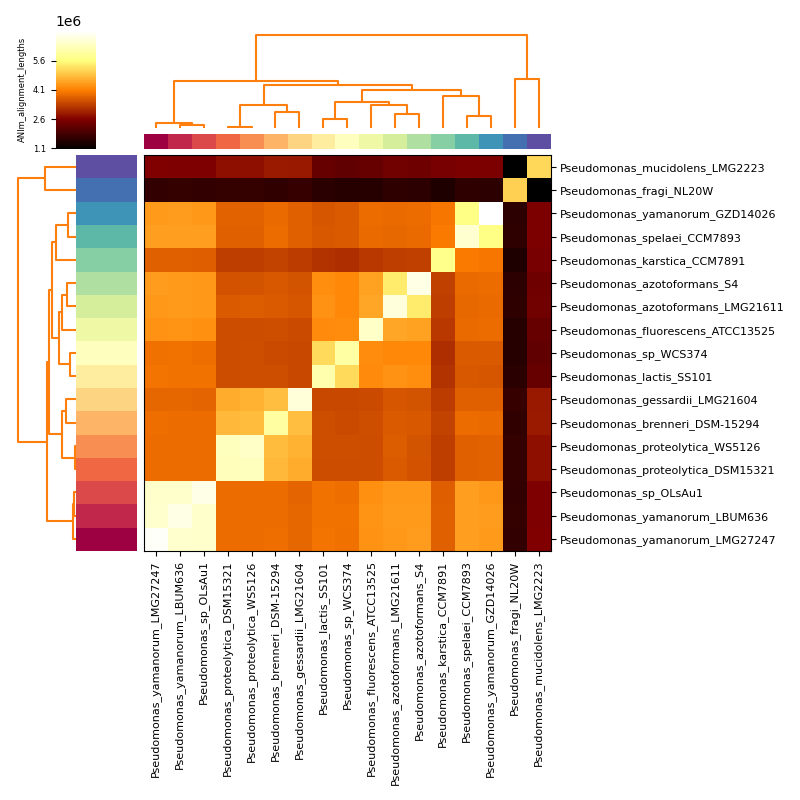 1e6
ANIm_alignment_lengths
5.6
4.1
2.6
1.1
Pseudomonas_mucidolens_LMG2223
Pseudomonas_fragi_NL20W
Pseudomonas_yamanorum_GZD14026
Pseudomonas_spelaei_CCM7893
Pseudomonas_karstica_CCM7891
Pseudomonas_azotoformans_S4
Pseudomonas_azotoformans_LMG21611
Pseudomonas_fluorescens_ATCC13525
Pseudomonas_sp_WCS374
Pseudomonas_lactis_SS101
Pseudomonas_gessardii_LMG21604
Pseudomonas_brenneri_DSM-15294
Pseudomonas_proteolytica_WS5126
Pseudomonas_proteolytica_DSM15321
Pseudomonas_sp_OLsAu1
Pseudomonas_yamanorum_LBUM636
Pseudomonas_yamanorum_LMG27247
Pseudomonas_yamanorum_LMG27247
Pseudomonas_yamanorum_LBUM636
Pseudomonas_sp_OLsAu1
Pseudomonas_proteolytica_DSM15321
Pseudomonas_proteolytica_WS5126
Pseudomonas_brenneri_DSM-15294
Pseudomonas_gessardii_LMG21604
Pseudomonas_lactis_SS101
Pseudomonas_sp_WCS374
Pseudomonas_fluorescens_ATCC13525
Pseudomonas_azotoformans_LMG21611
Pseudomonas_azotoformans_S4
Pseudomonas_karstica_CCM7891
Pseudomonas_spelaei_CCM7893
Pseudomonas_yamanorum_GZD14026
Pseudomonas_fragi_NL20W
Pseudomonas_mucidolens_LMG2223